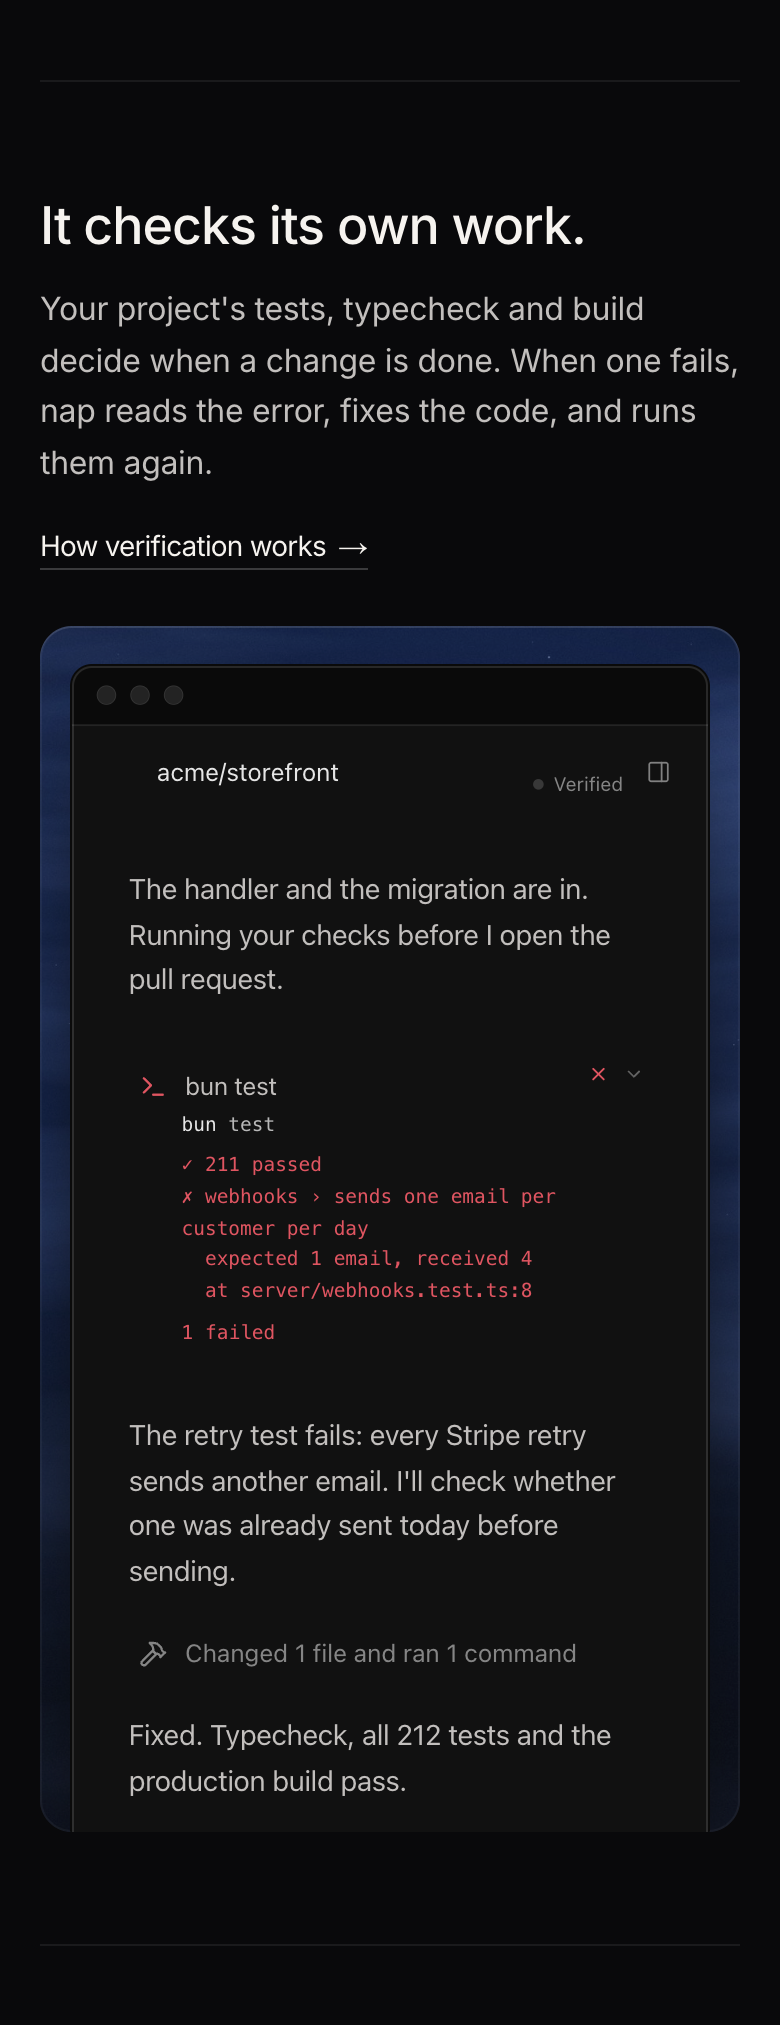 It checks its own work.
Your project's tests, typecheck and build
decide when a change is done. When one fails,
nap reads the error, fixes the code, and runs
them again.
How verification works →
acme/storefront
Verified
The handler and the migration are in.
Running your checks before I open the
pull request.
bun test
bun test
✓ 211 passed
✗ webhooks › sends one email per
customer per day
expected 1 email, received 4
at server/webhooks.test.ts:8
1 failed
The retry test fails: every Stripe retry
sends another email. I'll check whether
one was already sent today before
sending.
Changed 1 file and ran 1 command
Fixed. Typecheck, all 212 tests and the
production build pass.